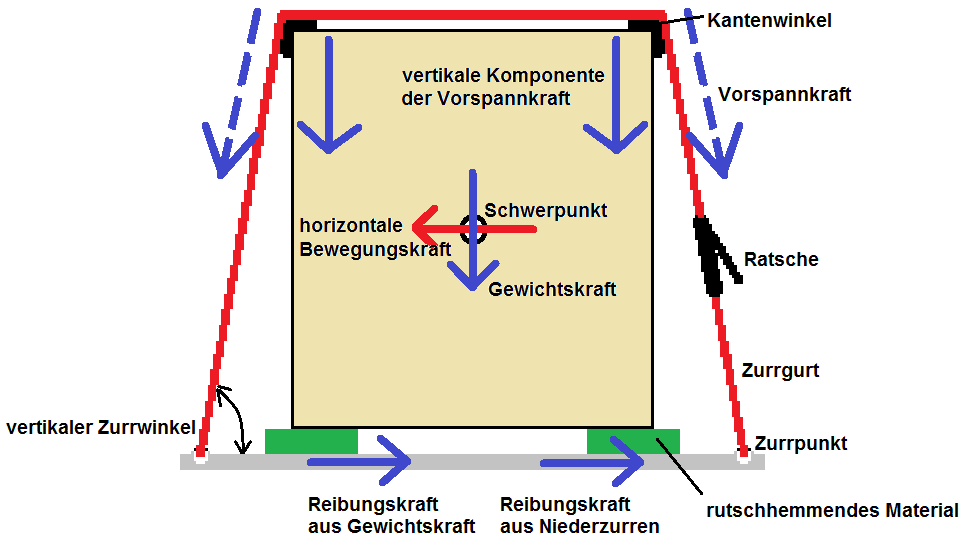 Kantenwinkel
vertikale Komponente
der Vorspannkraft
Vorspannkraft
Schwerpunkt
horizontale
Bewegungskraft
Ratsche
Gewichtskraft
Zurrgurt
vertikaler Zurrwinkel
Zurrpunkt
Reibungskraft
aus Gewichtskraft
Reibungskraft
aus Niederzurren
rutschhemmendes Material